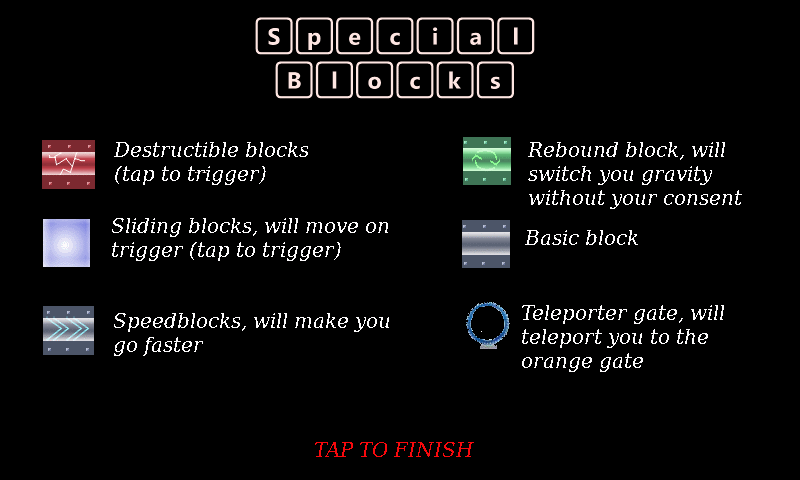 Special
Blocks
Destructible blocks
(tap to trigger)
Sliding blocks, will move on
trigger (tap to trigger)
Speedblocks, will make you
go faster
Rebound block, will
switch you gravity
without your consent
Basic block
Teleporter gate, will
teleport you to the
orange gate
TAP TO FINISH